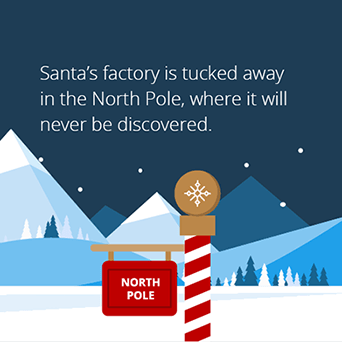 Santa’s factory is tucked away
in the North Pole, where it will
never be discovered.
NORTH
POLE